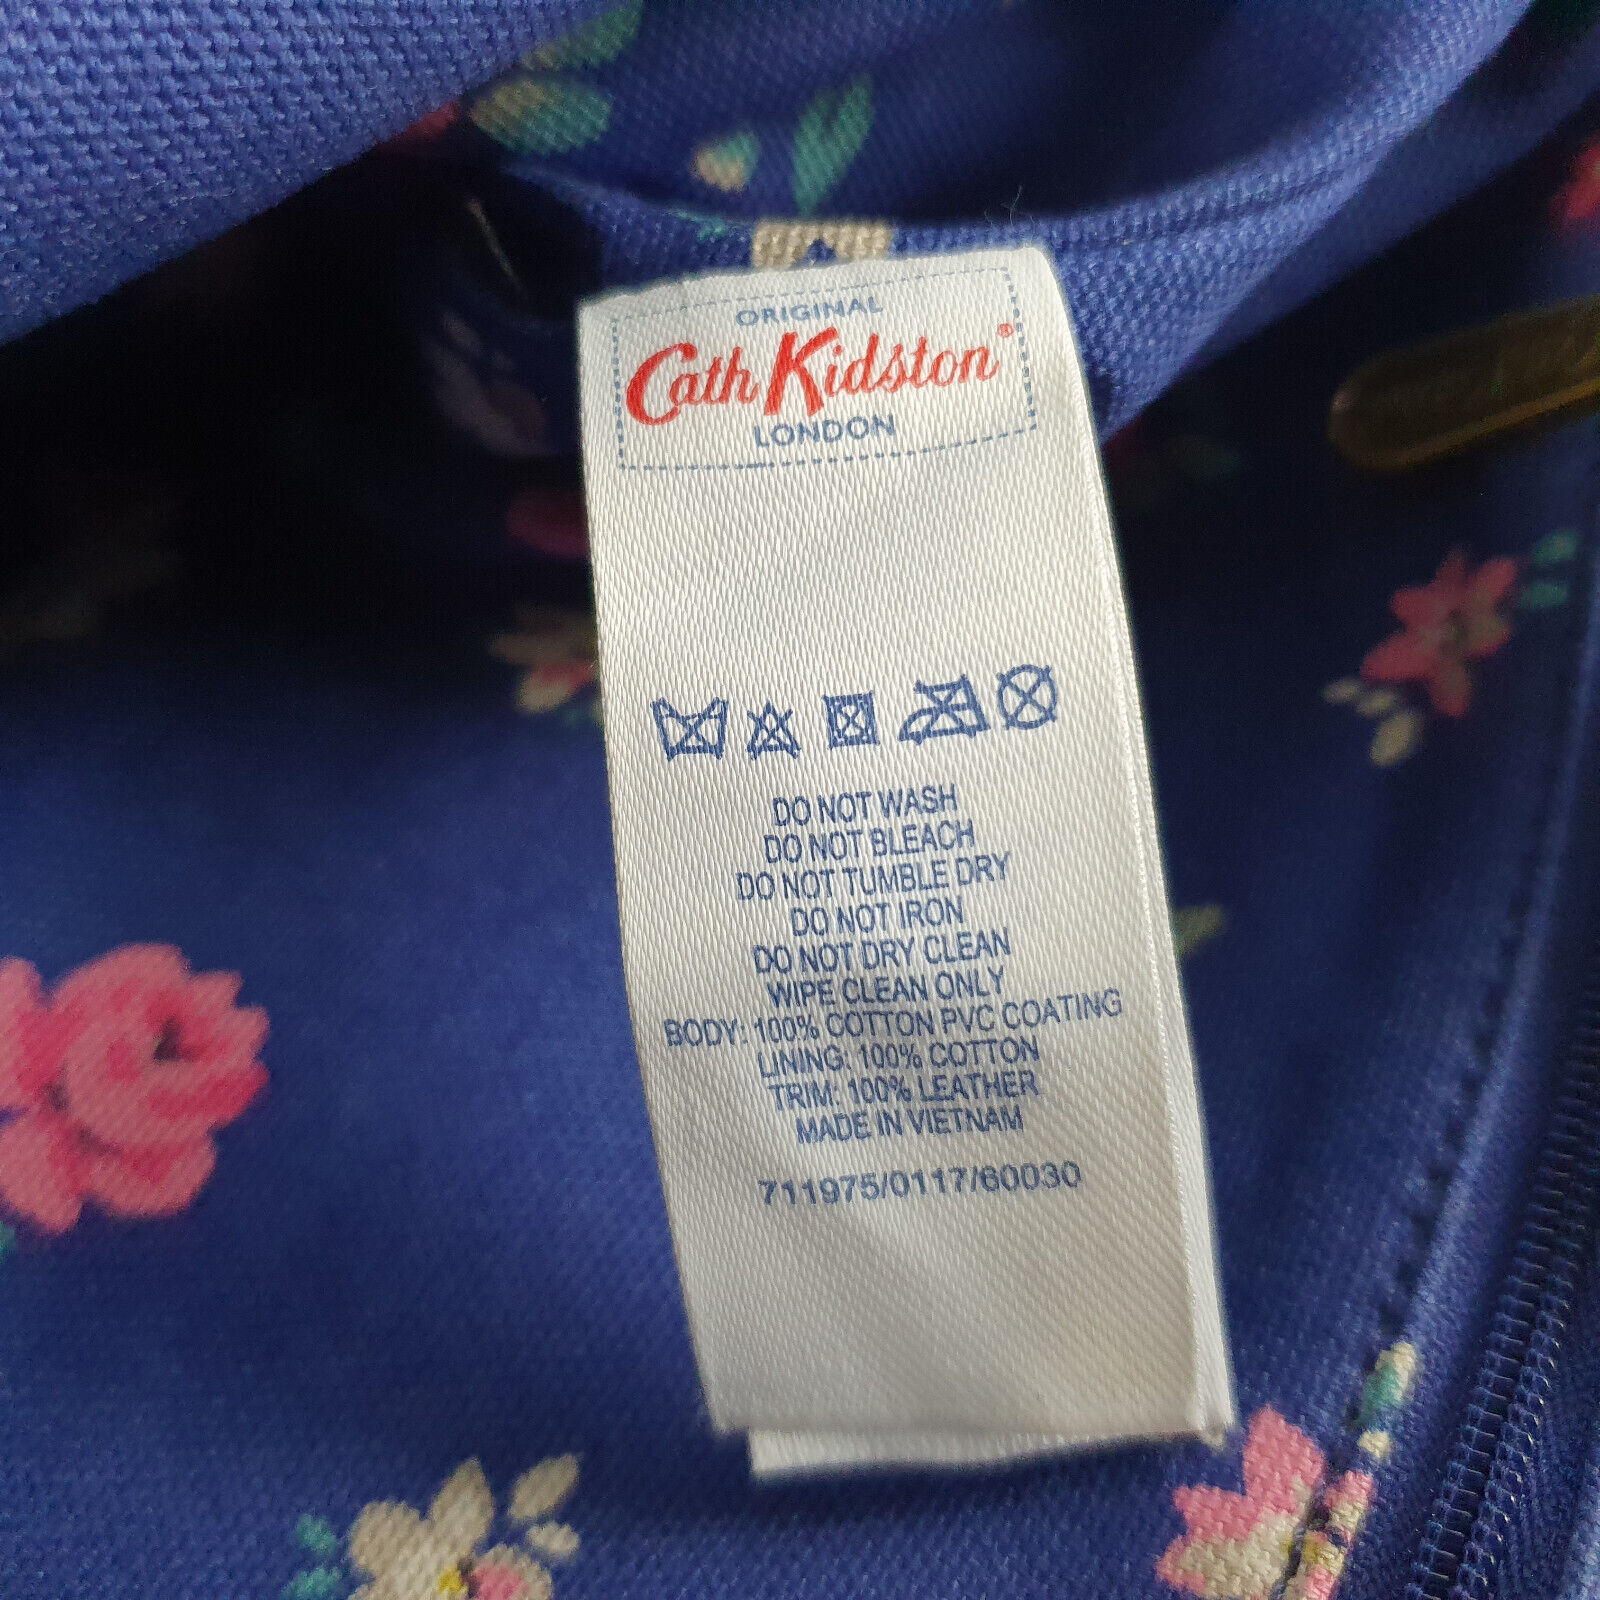 ORIGINAL
Cath Kidston®
LONDON
DO NOT WASH
DO NOT BLEACH
DO NOT TUMBLE DRY
DO NOT IRON
DO NOT DRY CLEAN
WIPE CLEAN ONLY
BODY: 100% COTTON PVC COATING
LINING: 100% COTTON
TRIM: 100% LEATHER
MADE IN VIETNAM
711975/0117/60030